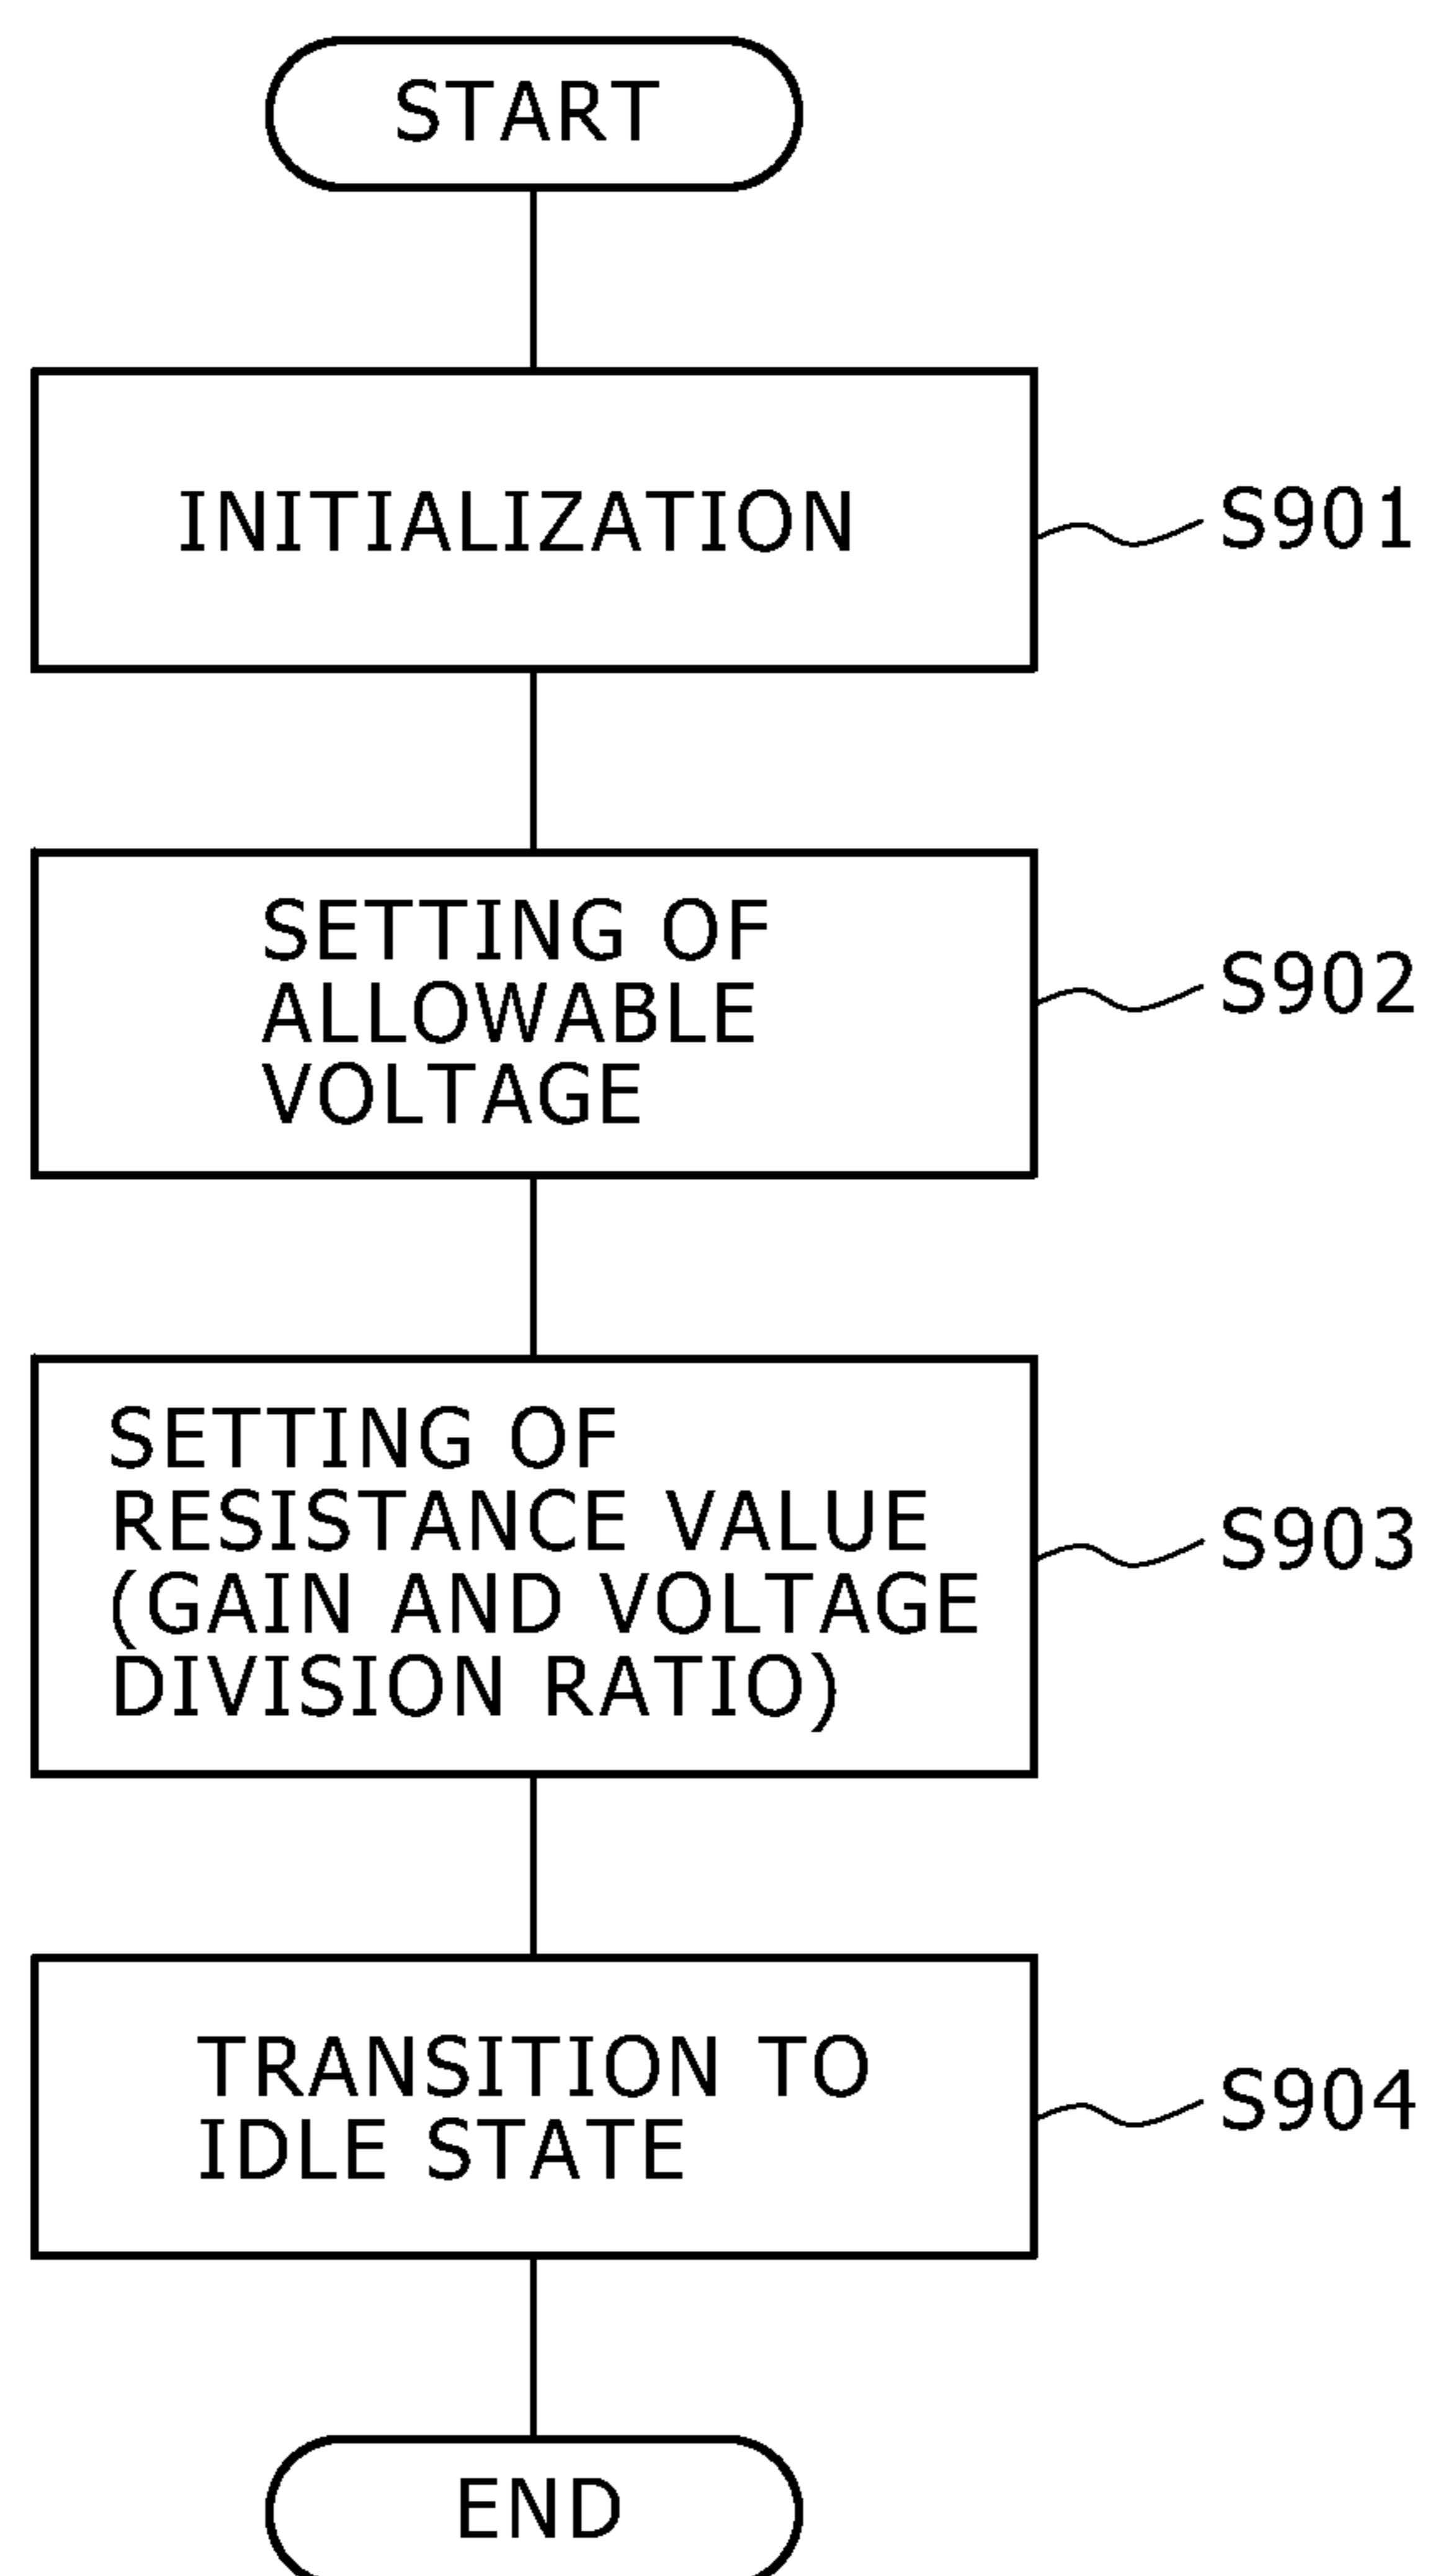 START
INITIALIZATION
S901
SETTING OF
ALLOWABLE
VOLTAGE
S902
SETTING OF
RESISTANCE VALUE
(GAIN AND VOLTAGE
DIVISION RATIO)
S903
TRANSITION TO
IDLE STATE
S904
END